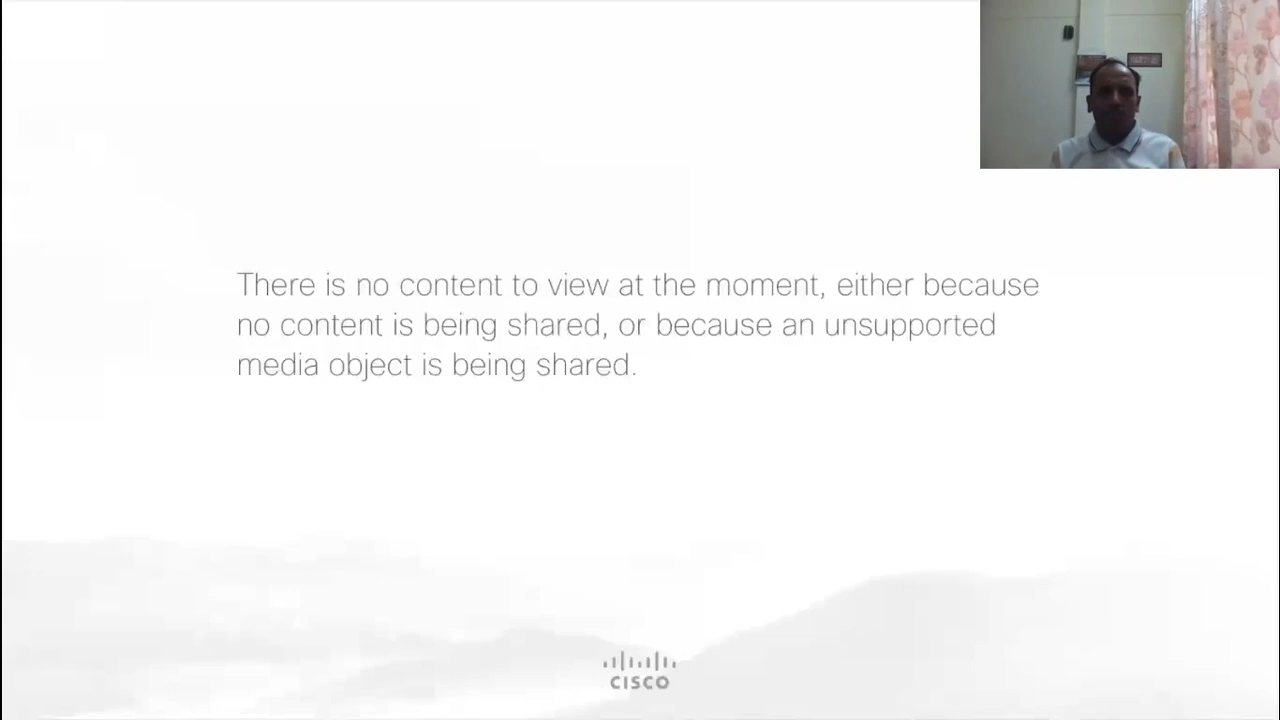 There is no content to view at the moment, either because
no content is being shared, or because an unsupported
media object is being shared.
CISCO